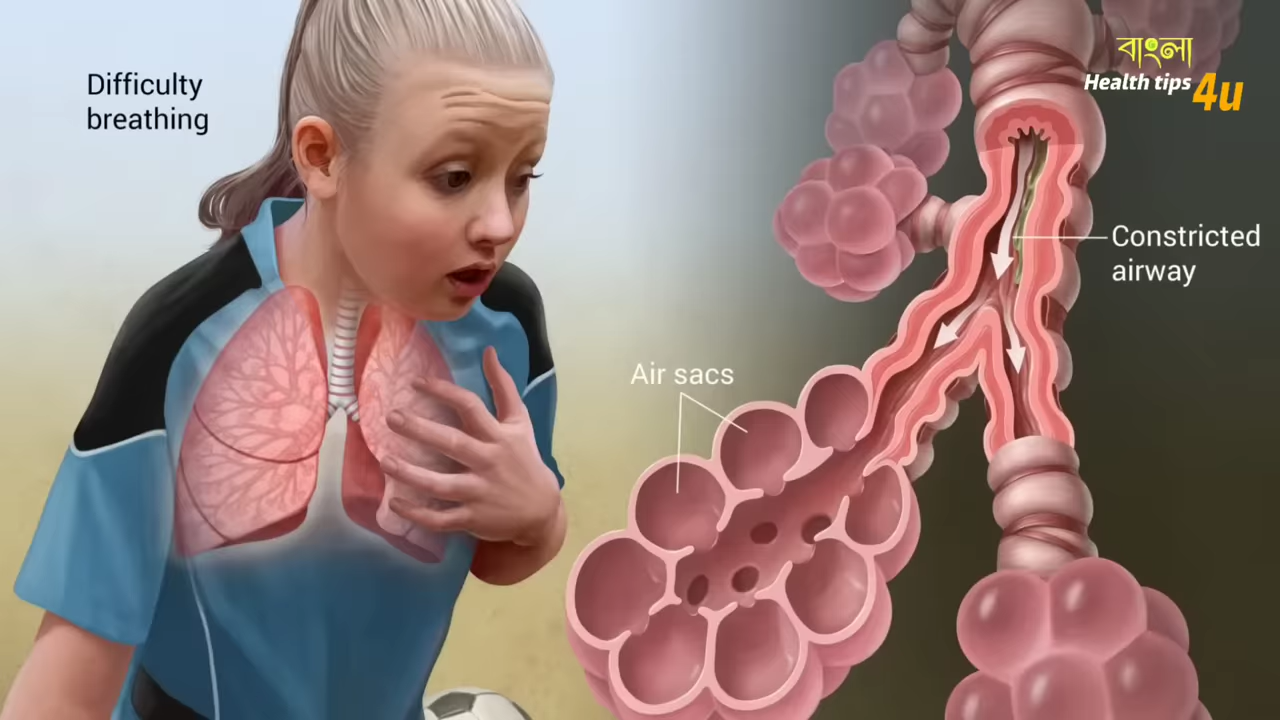 Difficulty
breathing
বাংলা
Health tips 4u
Constricted
airway
Air sacs